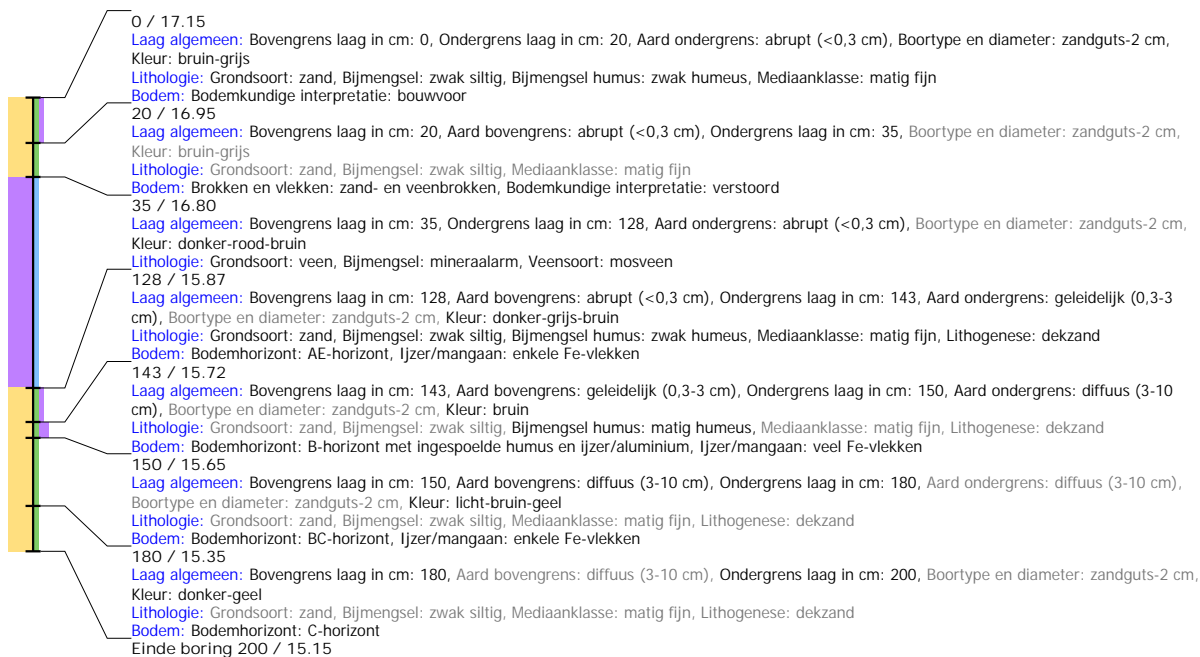 0 / 17.15
Laag algemeen: Bovengrens laag in cm: 0, Ondergrens laag in cm: 20, Aard ondergrens: abrupt (<0,3 cm), Boortype en diameter: zandguts-2 cm,
Kleur: bruin-grijs
Lithologie: Grondsoort: zand, Bijmengsel: zwak siltig, Bijmengsel humus: zwak humeus, Mediaanklasse: matig fijn
Bodem: Bodemkundige interpretatie: bouwvoor
20 / 16.95
Laag algemeen: Bovengrens laag in cm: 20, Aard bovengrens: abrupt (<0,3 cm), Ondergrens laag in cm: 35, Boortype en diameter: zandguts-2 cm,
Kleur: bruin-grijs
Lithologie: Grondsoort: zand, Bijmengsel: zwak siltig, Mediaanklasse: matig fijn
Bodem: Brokken en vlekken: zand- en veenbrokken, Bodemkundige interpretatie: verstoord
35 / 16.80
Laag algemeen: Bovengrens laag in cm: 35, Ondergrens laag in cm: 128, Aard ondergrens: abrupt (<0,3 cm), Boortype en diameter: zandguts-2 cm,
Kleur: donker-rood-bruin
Lithologie: Grondsoort: veen, Bijmengsel: mineraalarm, Veensoort: mosveen
128 / 15.87
Laag algemeen: Bovengrens laag in cm: 128, Aard bovengrens: abrupt (<0,3 cm), Ondergrens laag in cm: 143, Aard ondergrens: geleidelijk (0,3-3
cm), Boortype en diameter: zandguts-2 cm, Kleur: donker-grijs-bruin
Lithologie: Grondsoort: zand, Bijmengsel: zwak siltig, Bijmengsel humus: zwak humeus, Mediaanklasse: matig fijn, Lithogenese: dekzand
Bodem: Bodemhorizont: AE-horizont, Ijzer/mangaan: enkele Fe-vlekken
143 / 15.72
Laag algemeen: Bovengrens laag in cm: 143, Aard bovengrens: geleidelijk (0,3-3 cm), Ondergrens laag in cm: 150, Aard ondergrens: diffuus (3-10
cm), Boortype en diameter: zandguts-2 cm, Kleur: bruin
Lithologie: Grondsoort: zand, Bijmengsel: zwak siltig, Bijmengsel humus: matig humeus, Mediaanklasse: matig fijn, Lithogenese: dekzand
Bodem: Bodemhorizont: B-horizont met ingespoelde humus en ijzer/aluminium, Ijzer/mangaan: veel Fe-vlekken
150 / 15.65
Laag algemeen: Bovengrens laag in cm: 150, Aard bovengrens: diffuus (3-10 cm), Ondergrens laag in cm: 180, Aard ondergrens: diffuus (3-10 cm),
Boortype en diameter: zandguts-2 cm, Kleur: licht-bruin-geel
Lithologie: Grondsoort: zand, Bijmengsel: zwak siltig, Mediaanklasse: matig fijn, Lithogenese: dekzand
Bodem: Bodemhorizont: BC-horizont, Ijzer/mangaan: enkele Fe-vlekken
180 / 15.35
Laag algemeen: Bovengrens laag in cm: 180, Aard bovengrens: diffuus (3-10 cm), Ondergrens laag in cm: 200, Boortype en diameter: zandguts-2 cm,
Kleur: donker-geel
Lithologie: Grondsoort: zand, Bijmengsel: zwak siltig, Mediaanklasse: matig fijn, Lithogenese: dekzand
Bodem: Bodemhorizont: C-horizont
Einde boring 200 / 15.15